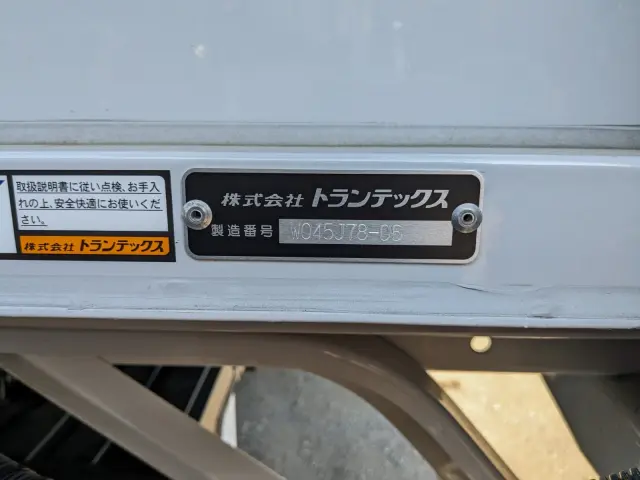 取扱説明書に従い点検、お手入
れの上、安全快適にお使いくだ
さい。
株式会社 トランテックス
株式会社 トランテックス
製造番号 W045J78-06